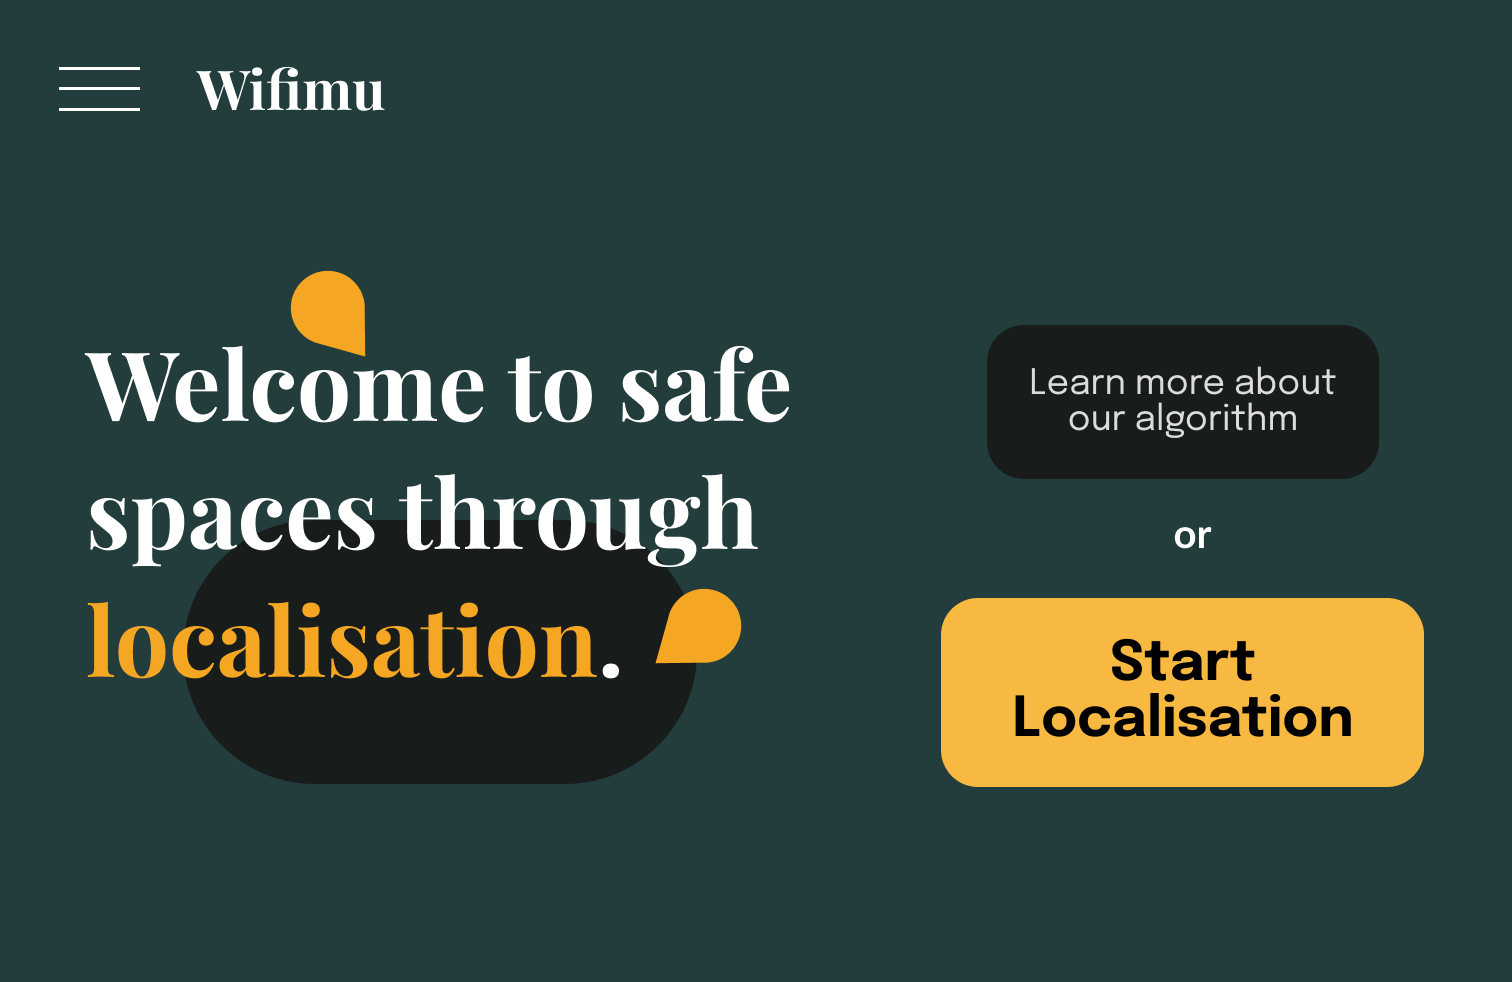 Wifimu
Welcome to safe
spaces through
localisation.
Learn more about
our algorithm
or
Start
Localisation